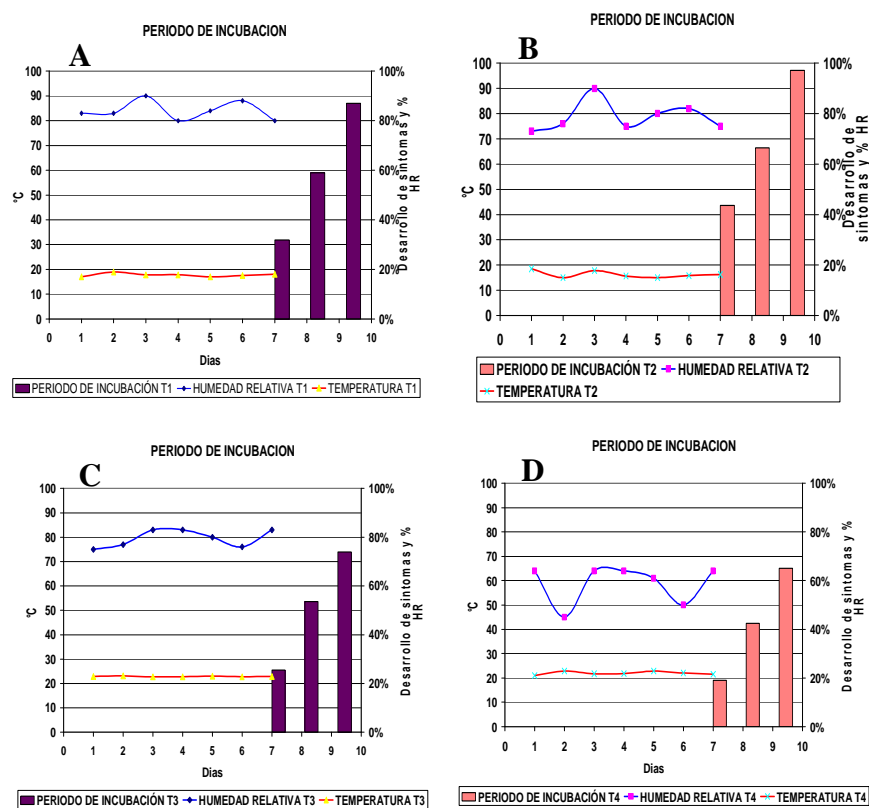 PERIODO DE INCUBACION
A
100
90
80
70
60
50
40
30
20
10
0
°C
100%
80%
60%
40%
20%
0%
Desarrollo de sintomas y %
HR
0 1 2 3 4 5 6 7 8 9 10
Dias
PERIODO DE INCUBACIÓN T1 HUMEDAD RELATIVA T1 TEMPERATURA T1
PERIODO DE INCUBACION
B
100
90
80
70
60
50
40
30
20
10
0
°C
100%
80%
60%
40%
20%
0%
Desarrollo de
sintomas y % HR
0 1 2 3 4 5 6 7 8 9 10
PERIODO DE INCUBACIÓN T2 HUMEDAD RELATIVA T2
TEMPERATURA T2
PERIODO DE INCUBACION
C
100
90
80
70
60
50
40
30
20
10
0
°C
100%
80%
60%
40%
20%
0%
Desarrollo de sintomas y %
HR
0 1 2 3 4 5 6 7 8 9 10
Dias
PERIODO DE INCUBACIÓN T3 HUMEDAD RELATIVA T3 TEMPERATURA T3
PERIODO DE INCUBACION
D
100
90
80
70
60
50
40
30
20
10
0
°C
100%
80%
60%
40%
20%
0%
Desarrollo de sintomas y %
HR
0 1 2 3 4 5 6 7 8 9 10
Dias
PERIODO DE INCUBACIÓN T4 HUMEDAD RELATIVA T4 TEMPERATURA T4